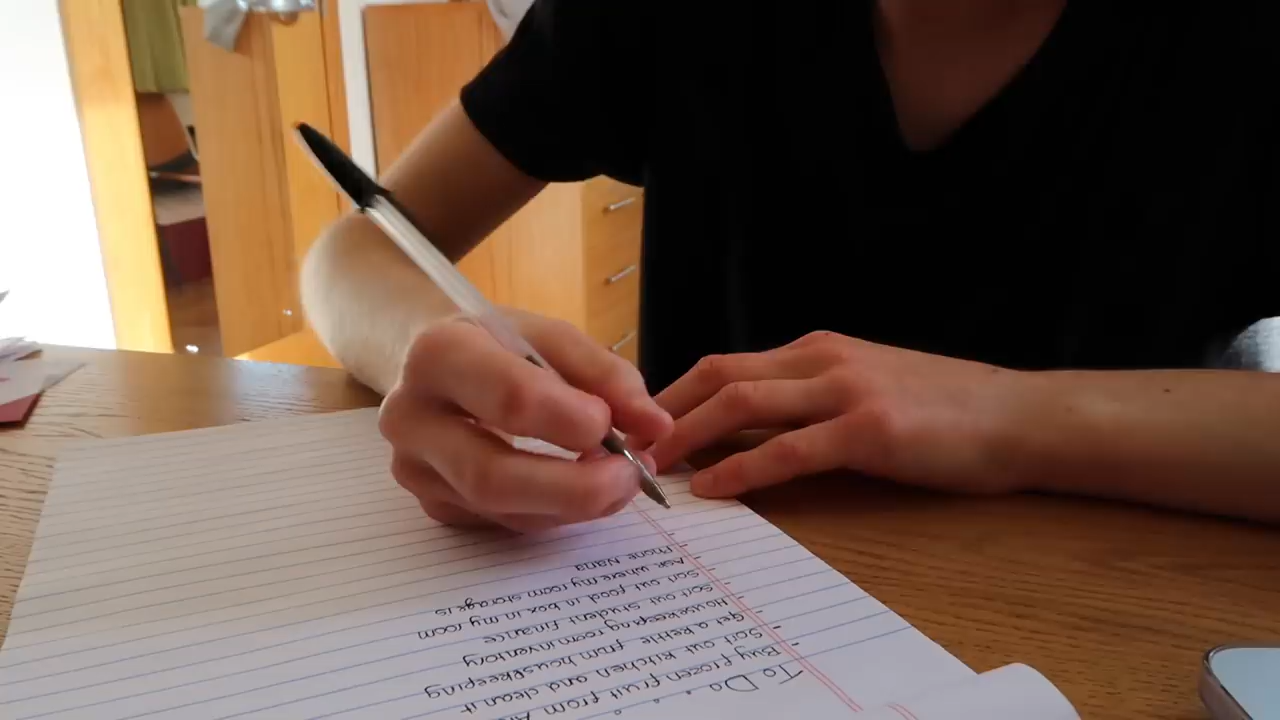 To Do:
Buy frozen fruit from
Sort out kitchen and clean it
Get a kettle from housekeeping
Housekeeping room inventory
Sort out student finance
Sort out food in box in my room
Ask where my room storage is
Phone Nana